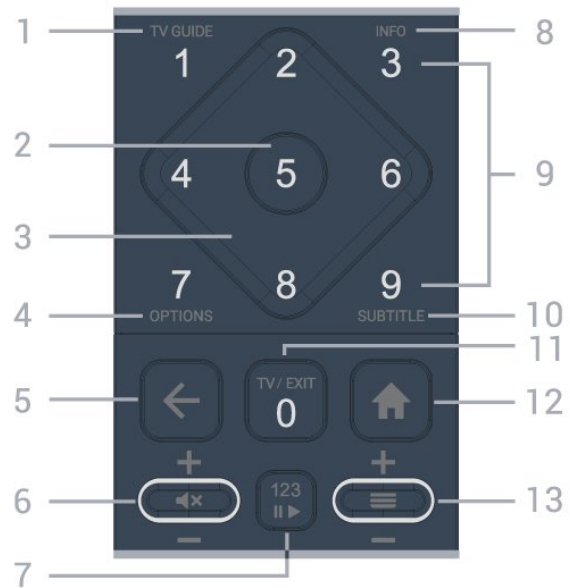 1 TV GUIDE INFO 8
1 2 3
2 9
4 5 6
3
7 8 9
4 OPTIONS SUBTITLE 10
11
5 TV / EXIT 12
0
+ +
6 123 13
- -
7